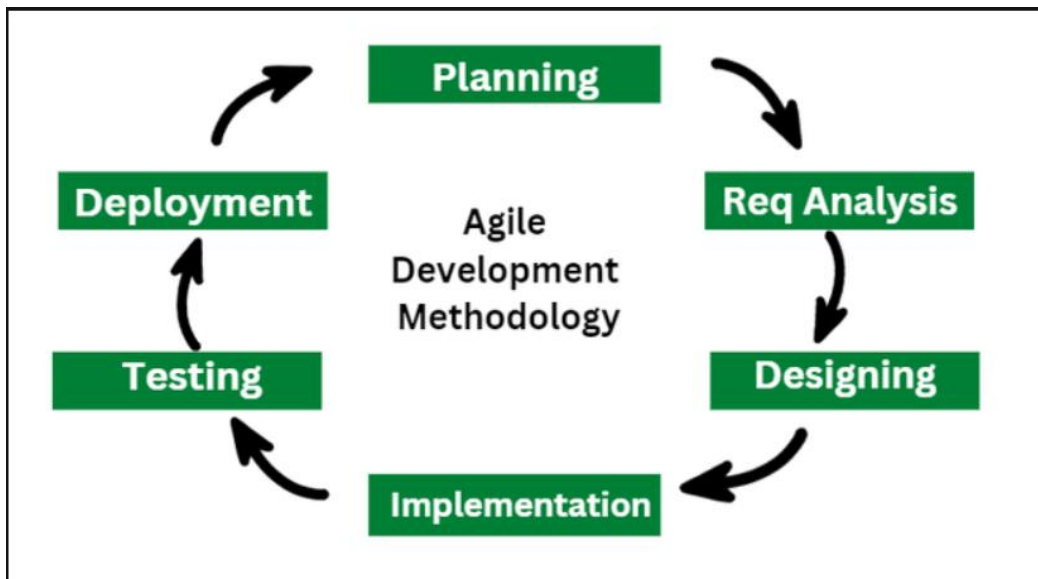 Planning
Req Analysis
Designing
Implementation
Testing
Deployment
Agile
Development
Methodology